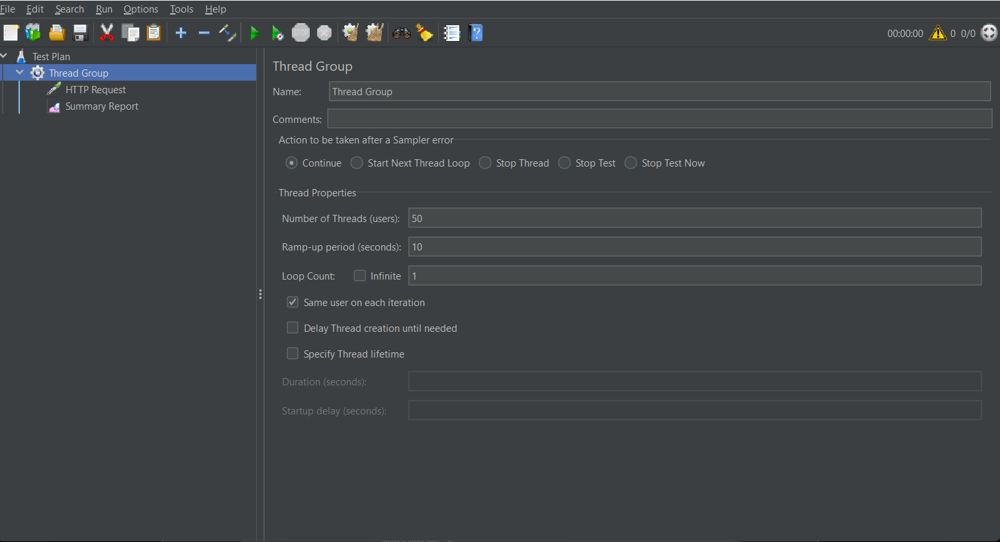 File Edit Search Run Options Tools Help
STOP 00:00:00 0 0/0
Test Plan
Thread Group
HTTP Request
Summary Report
Thread Group
Name: Thread Group
Comments:
Action to be taken after a Sampler error
Continue Start Next Thread Loop Stop Thread Stop Test Stop Test Now
Thread Properties
Number of Threads (users): 50
Ramp-up period (seconds): 10
Loop Count: Infinite 1
Same user on each iteration
Delay Thread creation until needed
Specify Thread lifetime
Duration (seconds):
Startup delay (seconds):